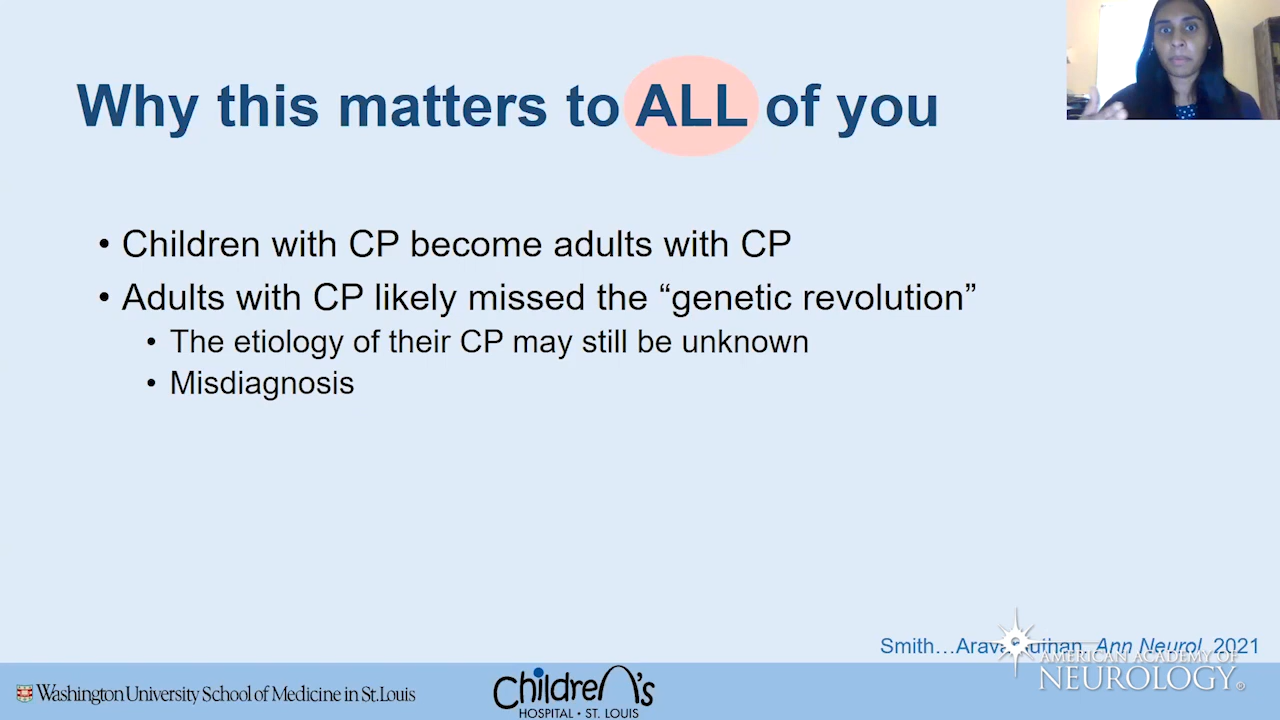 Why this matters to ALL of you
• Children with CP become adults with CP
• Adults with CP likely missed the “genetic revolution”
• The etiology of their CP may still be unknown
• Misdiagnosis
Smith… Ann Neurol, 2021
AMERICAN ACADEMY OF
NEUROLOGY®
Washington University School of Medicine in St. Louis
Children's
HOSPITAL • ST. LOUIS